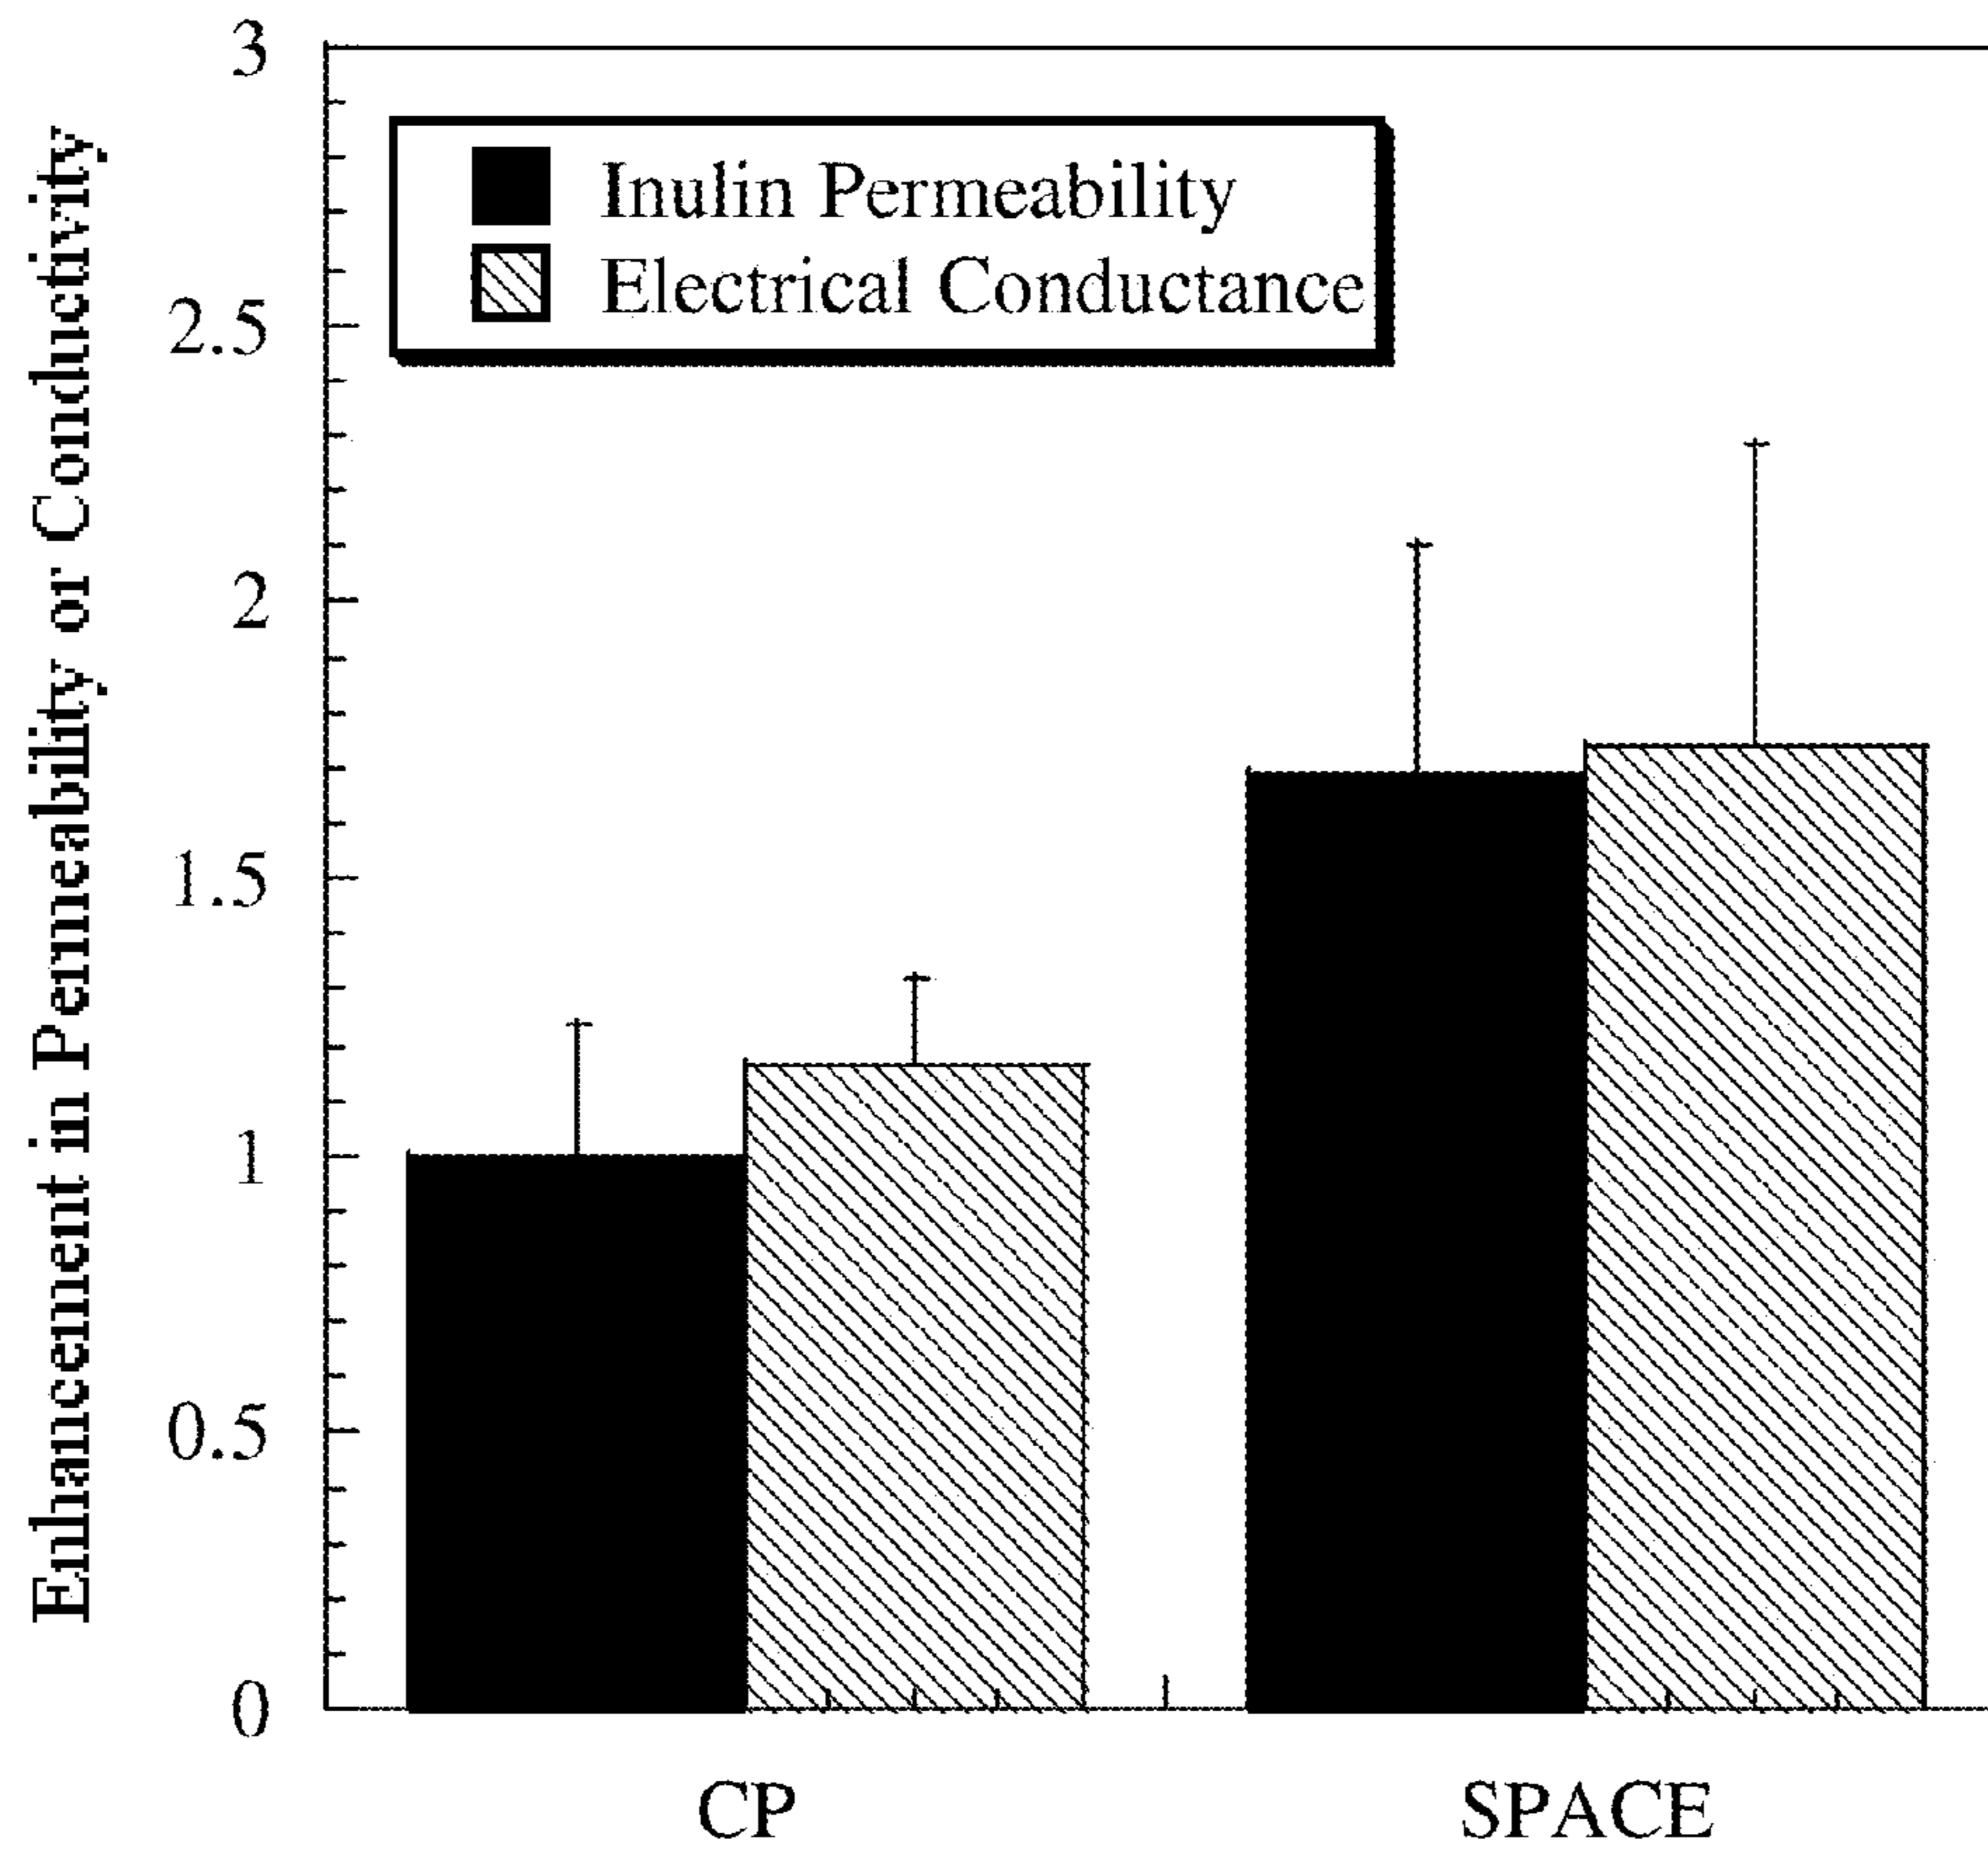 Enhancement in Permeability or Conductivity
3
2.5
2
1.5
1
0.5
0
Inulin Permeability
Electrical Conductance
CP
SPACE